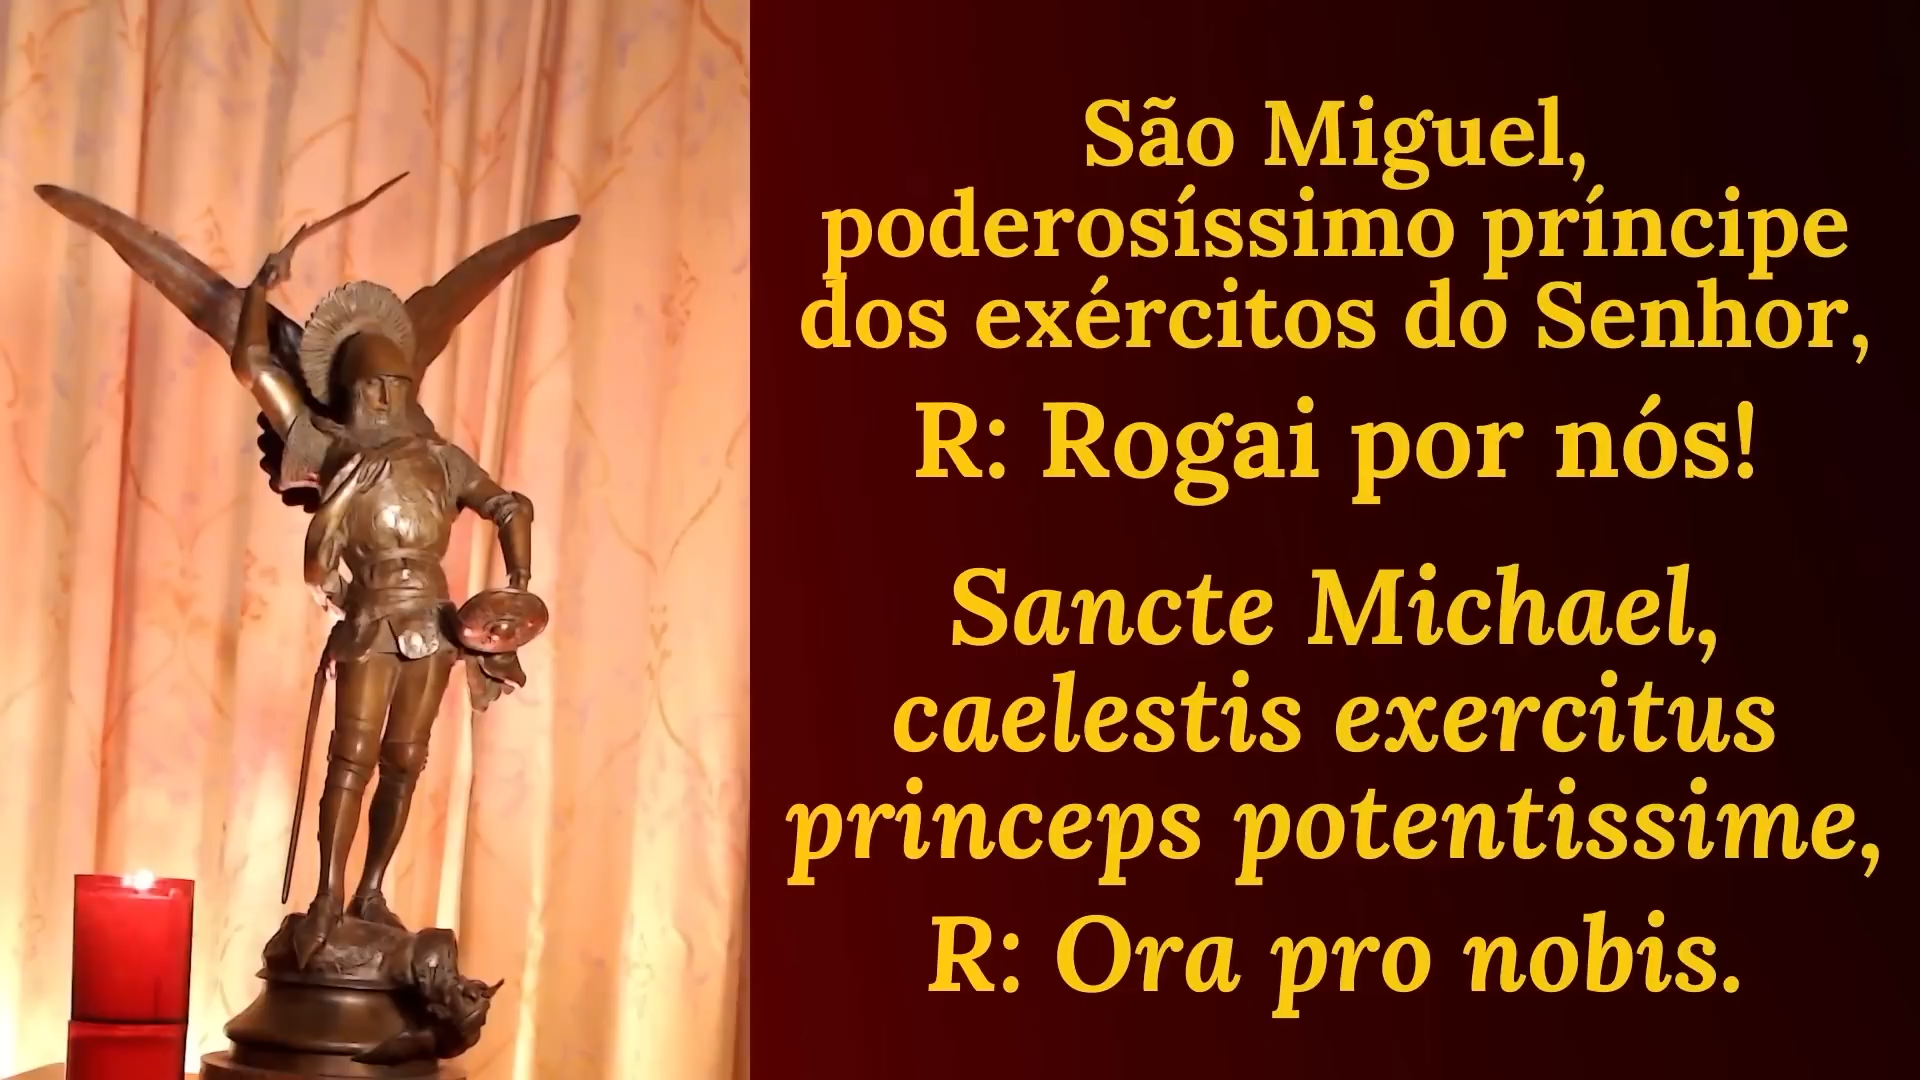 São Miguel,
poderosíssimo príncipe
dos exércitos do Senhor,
R: Rogai por nós!
Sancte Michael,
caelestis exercitus
princeps potentissime,
R: Ora pro nobis.